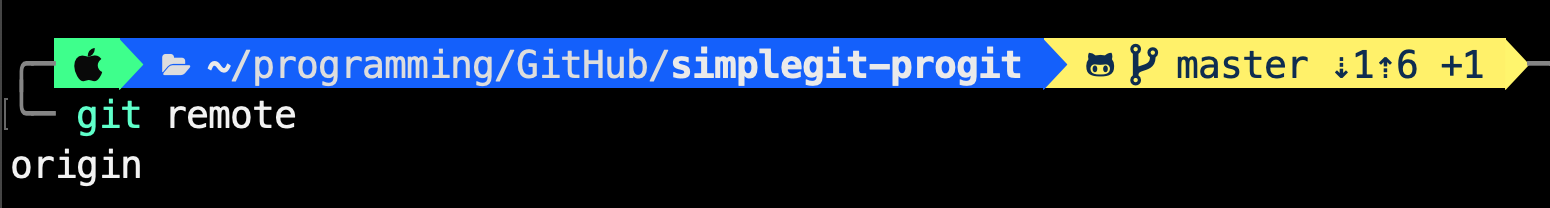 ~/programming/GitHub/simplegit-progit master ⇣1⇡6 +1
git remote
origin